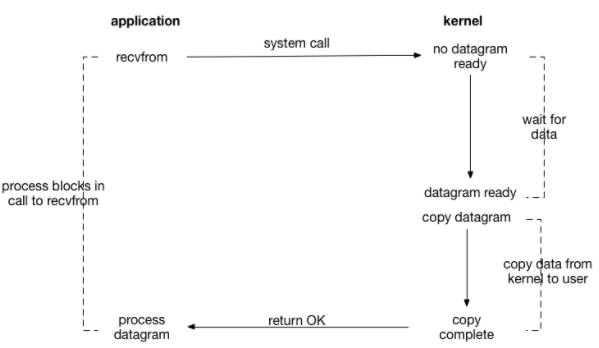 application
kernel
recvfrom
system call
no datagram
ready
wait for
data
process blocks in
call to recvfrom
datagram ready
copy datagram
copy data from
kernel to user
process
datagram
return OK
copy
complete